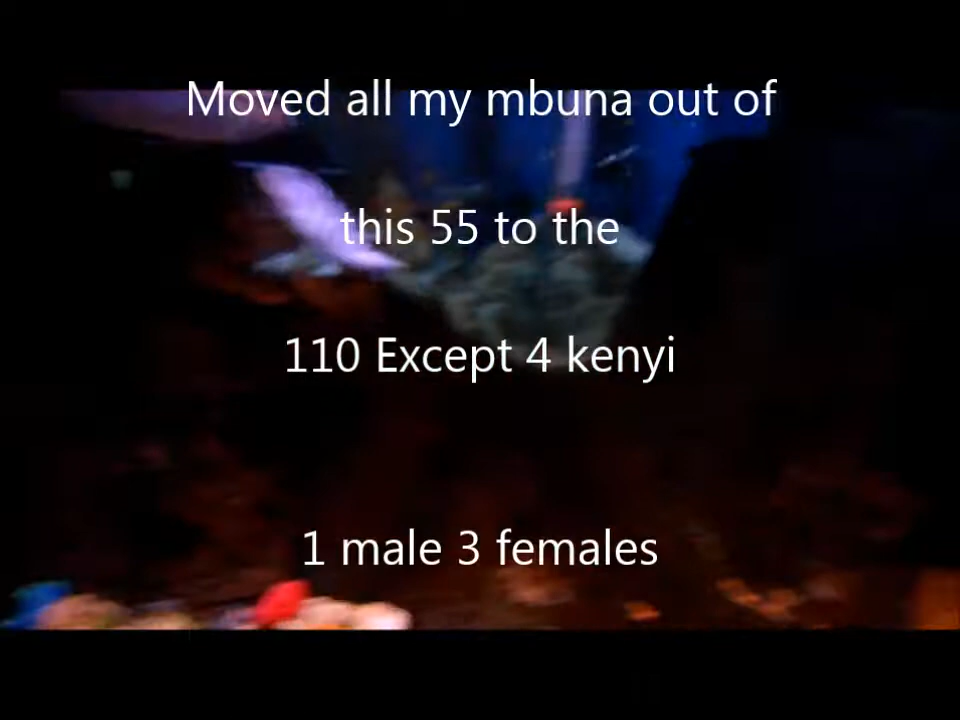 Moved all my mbuna out of
this 55 to the
110 Except 4 kenyi
1 male 3 females